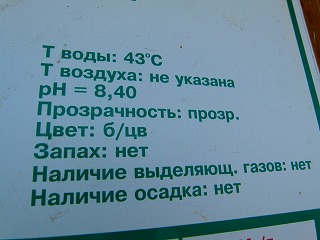 Т воды: 43°С
Т воздуха: не указана
pH = 8,40
Прозрачность: прозр.
Цвет: б/цв
Запах: нет
Наличие выделяющ. газов: нет
Наличие осадка: нет